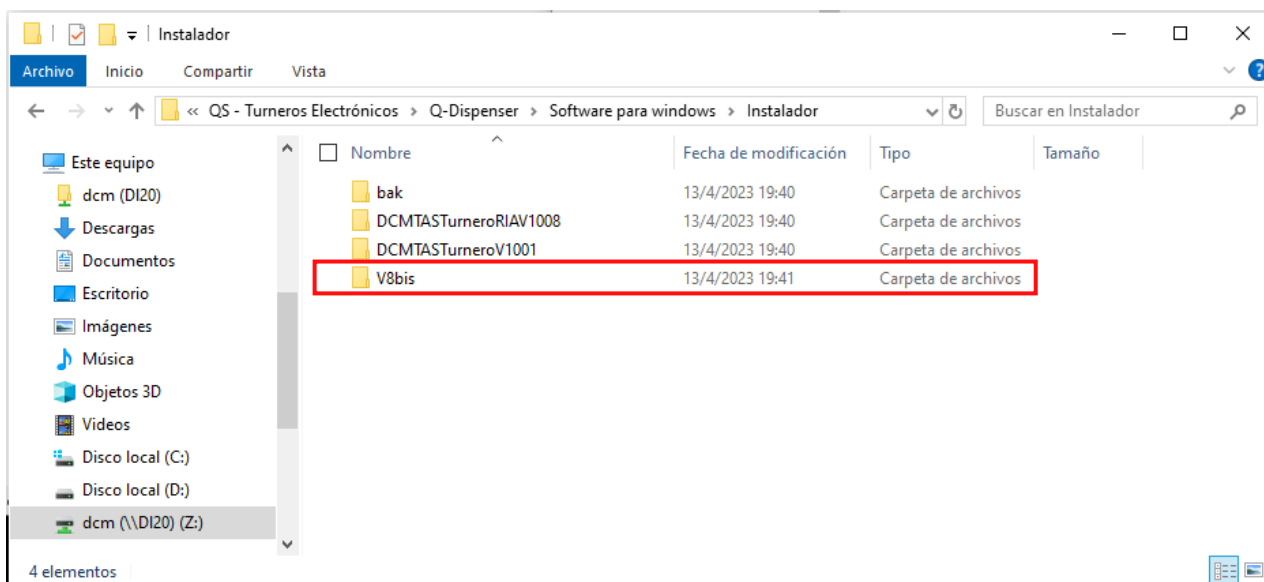 Instalador
Archivo Inicio Compartir Vista
« QS - Turneros Electrónicos > Q-Dispenser > Software para windows > Instalador
Buscar en Instalador
Este equipo
dcm (DI20)
Descargas
Documentos
Escritorio
Imágenes
Música
Objetos 3D
Videos
Disco local (C:)
Disco local (D:)
dcm (\\DI20) (Z:)
Nombre Fecha de modificación Tipo Tamaño
bak 13/4/2023 19:40 Carpeta de archivos
DCMTASTurneroRIAV1008 13/4/2023 19:40 Carpeta de archivos
DCMTASTurneroV1001 13/4/2023 19:40 Carpeta de archivos
V8bis 13/4/2023 19:41 Carpeta de archivos
4 elementos